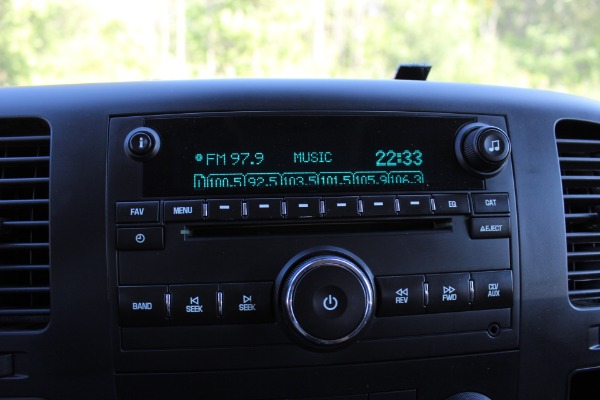 i
FM 97.9 MUSIC 22:33
100.5 92.5 103.5 101.5 105.9 106.3
FAV MENU EQ CAT
EJECT
BAND SEEK SEEK REV FWD CD/AUX